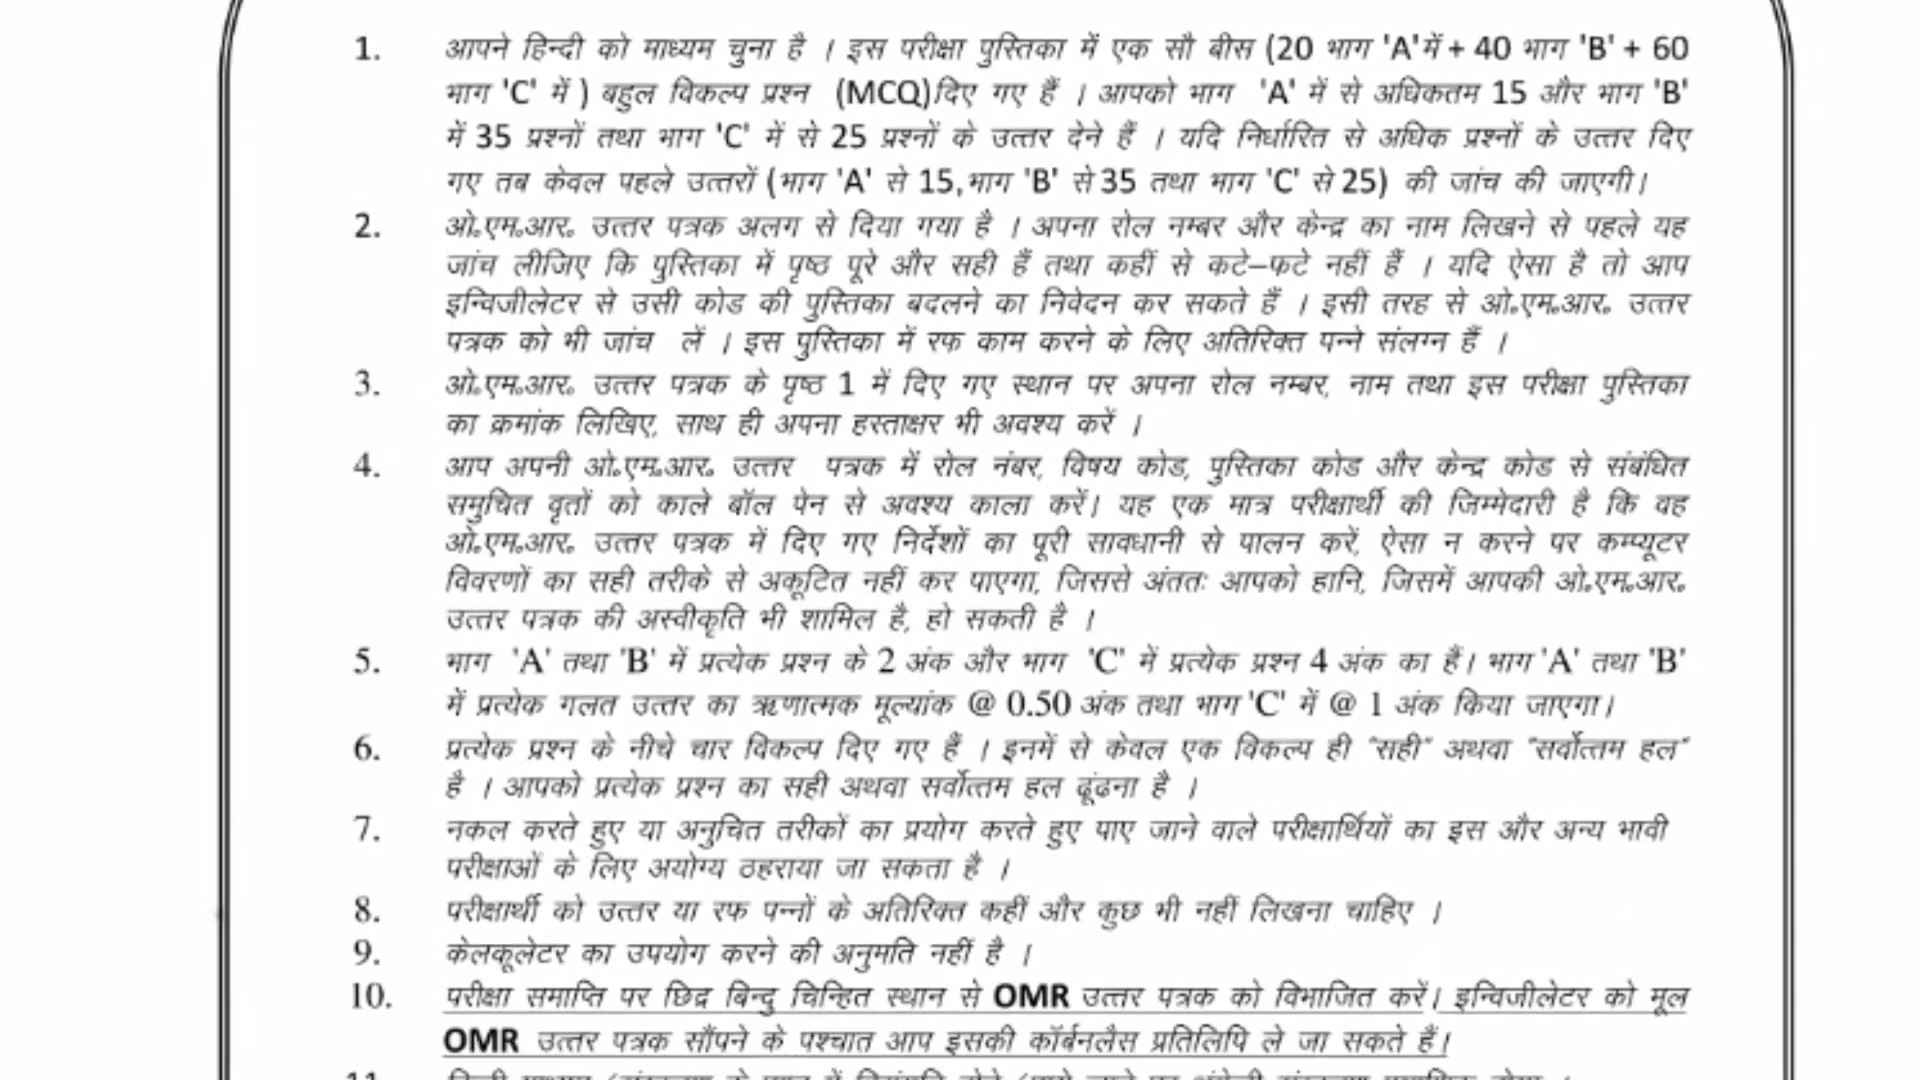 1. आपने हिन्दी को माध्यम चुना है । इस परीक्षा पुस्तिका में एक सौ बीस (20 भाग 'A'में + 40 भाग 'B' + 60
भाग 'C' में ) बहुल विकल्प प्रश्न (MCQ)दिए गए हैं । आपको भाग 'A' में से अधिकतम 15 और भाग 'B'
में 35 प्रश्नों तथा भाग 'C' में से 25 प्रश्नों के उत्तर देने हैं । यदि निर्धारित से अधिक प्रश्नों के उत्तर दिए
गए तब केवल पहले उत्तरों (भाग 'A' से 15,भाग 'B' से 35 तथा भाग 'C' से 25) की जांच की जाएगी।
2. ओ.एम.आर. उत्तर पत्रक अलग से दिया गया है । अपना रोल नम्बर और केन्द्र का नाम लिखने से पहले यह
जांच लीजिए कि पुस्तिका में पृष्ठ पूरे और सही हैं तथा कहीं से कटे–फटे नहीं हैं । यदि ऐसा है तो आप
इन्विजीलेटर से उसी कोड की पुस्तिका बदलने का निवेदन कर सकते हैं । इसी तरह से ओ.एम.आर. उत्तर
पत्रक को भी जांच लें । इस पुस्तिका में रफ काम करने के लिए अतिरिक्त पन्ने संलग्न हैं ।
3. ओ.एम.आर. उत्तर पत्रक के पृष्ठ 1 में दिए गए स्थान पर अपना रोल नम्बर, नाम तथा इस परीक्षा पुस्तिका
का क्रमांक लिखिए, साथ ही अपना हस्ताक्षर भी अवश्य करें ।
4. आप अपनी ओ.एम.आर. उत्तर पत्रक में रोल नंबर, विषय कोड, पुस्तिका कोड और केन्द्र कोड से संबंधित
समुचित वृतों को काले बॉल पेन से अवश्य काला करें। यह एक मात्र परीक्षार्थी की जिम्मेदारी है कि वह
ओ.एम.आर. उत्तर पत्रक में दिए गए निर्देशों का पूरी सावधानी से पालन करें, ऐसा न करने पर कम्प्यूटर
विवरणों का सही तरीके से अकूटित नहीं कर पाएगा, जिससे अंततः आपको हानि, जिसमें आपकी ओ.एम.आर.
उत्तर पत्रक की अस्वीकृति भी शामिल है, हो सकती है ।
5. भाग 'A' तथा 'B' में प्रत्येक प्रश्न के 2 अंक और भाग 'C' में प्रत्येक प्रश्न 4 अंक का हैं। भाग 'A' तथा 'B'
में प्रत्येक गलत उत्तर का ऋणात्मक मूल्यांक @ 0.50 अंक तथा भाग 'C' में @ 1 अंक किया जाएगा।
6. प्रत्येक प्रश्न के नीचे चार विकल्प दिए गए हैं । इनमें से केवल एक विकल्प ही "सही" अथवा "सर्वोत्तम हल"
है । आपको प्रत्येक प्रश्न का सही अथवा सर्वोत्तम हल ढूंढना है ।
7. नकल करते हुए या अनुचित तरीकों का प्रयोग करते हुए पाए जाने वाले परीक्षार्थियों का इस और अन्य भावी
परीक्षाओं के लिए अयोग्य ठहराया जा सकता है ।
8. परीक्षार्थी को उत्तर या रफ पन्नों के अतिरिक्त कहीं और कुछ भी नहीं लिखना चाहिए ।
9. केलकूलेटर का उपयोग करने की अनुमति नहीं है ।
10. परीक्षा समाप्ति पर छिद्र बिन्दु चिन्हित स्थान से OMR उत्तर पत्रक को विभाजित करें। इन्विजीलेटर को मूल
OMR उत्तर पत्रक सौंपने के पश्चात आप इसकी कॉर्बनलैस प्रतिलिपि ले जा सकते हैं।